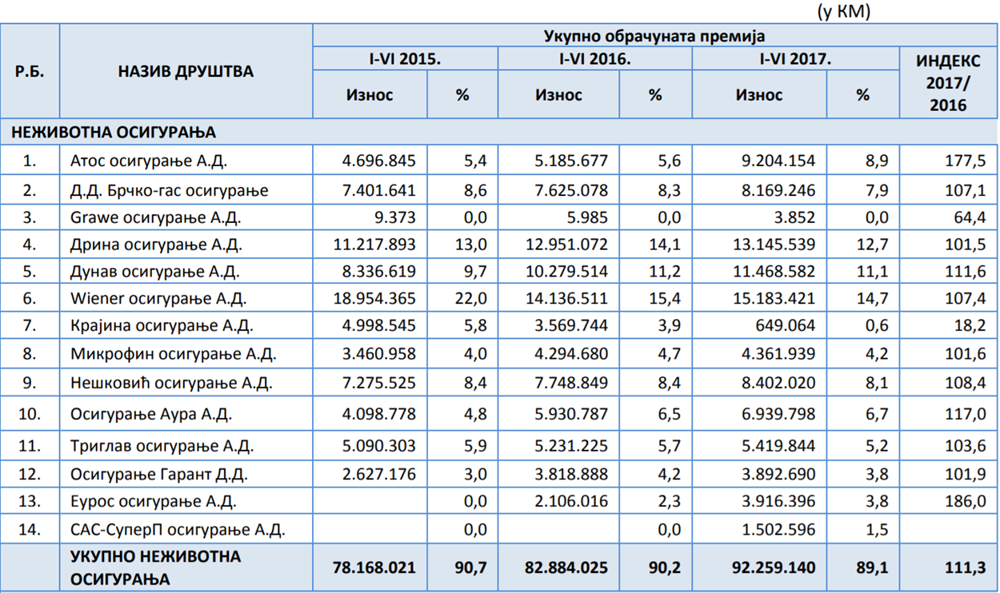 (у КМ)
Р.Б. НАЗИВ ДРУШТВА Укупно обрачуната премија
I-VI 2015. I-VI 2016. I-VI 2017. ИНДЕКС 2017/ 2016
Износ % Износ % Износ %
НЕЖИВОТНА ОСИГУРАЊА
1. Атос осигурање А.Д. 4.696.845 5,4 5.185.677 5,6 9.204.154 8,9 177,5
2. Д.Д. Брчко-гас осигурање 7.401.641 8,6 7.625.078 8,3 8.169.246 7,9 107,1
3. Grawe осигурање А.Д. 9.373 0,0 5.985 0,0 3.852 0,0 64,4
4. Дрина осигурање А.Д. 11.217.893 13,0 12.951.072 14,1 13.145.539 12,7 101,5
5. Дунав осигурање А.Д. 8.336.619 9,7 10.279.514 11,2 11.468.582 11,1 111,6
6. Wiener осигурање А.Д. 18.954.365 22,0 14.136.511 15,4 15.183.421 14,7 107,4
7. Крајина осигурање А.Д. 4.998.545 5,8 3.569.744 3,9 649.064 0,6 18,2
8. Микрофин осигурање А.Д. 3.460.958 4,0 4.294.680 4,7 4.361.939 4,2 101,6
9. Нешковић осигурање А.Д. 7.275.525 8,4 7.748.849 8,4 8.402.020 8,1 108,4
10. Осигурање Аура А.Д. 4.098.778 4,8 5.930.787 6,5 6.939.798 6,7 117,0
11. Триглав осигурање А.Д. 5.090.303 5,9 5.231.225 5,7 5.419.844 5,2 103,6
12. Осигурање Гарант Д.Д. 2.627.176 3,0 3.818.888 4,2 3.892.690 3,8 101,9
13. Еурос осигурање А.Д. 0,0 2.106.016 2,3 3.916.396 3,8 186,0
14. САС-СуперП осигурање А.Д. 0,0 0,0 1.502.596 1,5
УКУПНО НЕЖИВОТНА
ОСИГУРАЊА 78.168.021 90,7 82.884.025 90,2 92.259.140 89,1 111,3